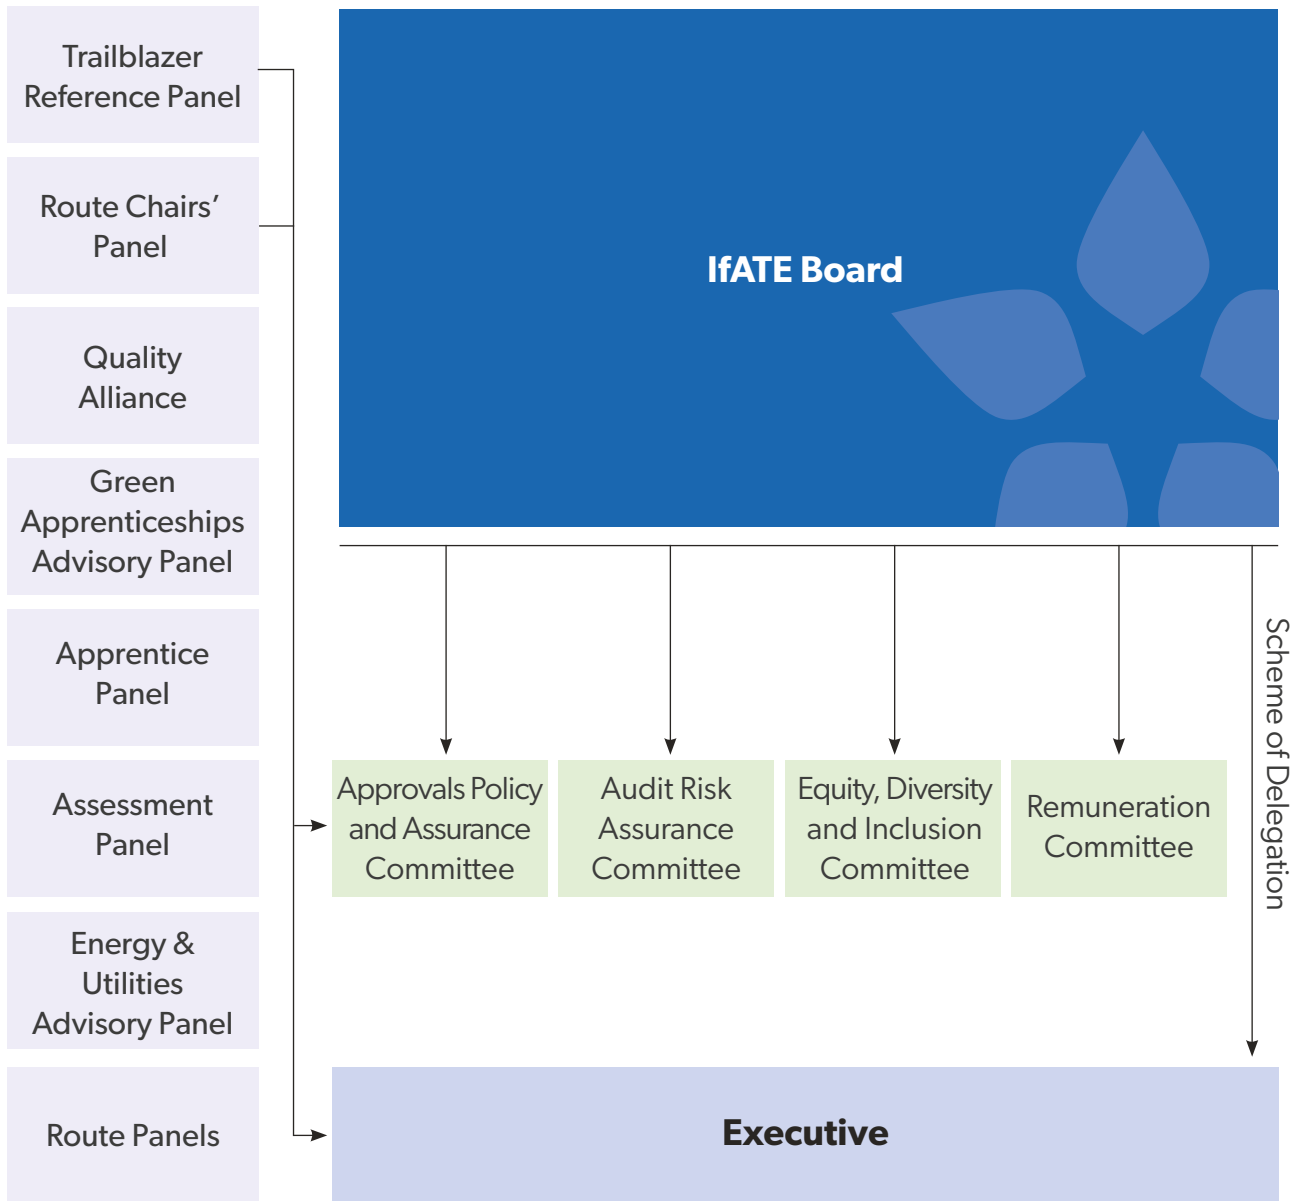 Trailblazer
Reference Panel
Route Chairs’
Panel
Quality
Alliance
Green
Apprenticeships
Advisory Panel
Apprentice
Panel
Assessment
Panel
Energy &
Utilities
Advisory Panel
Route Panels
IfATE Board
Approvals Policy
and Assurance
Committee
Audit Risk
Assurance
Committee
Equity, Diversity
and Inclusion
Committee
Remuneration
Committee
Scheme of Delegation
Executive